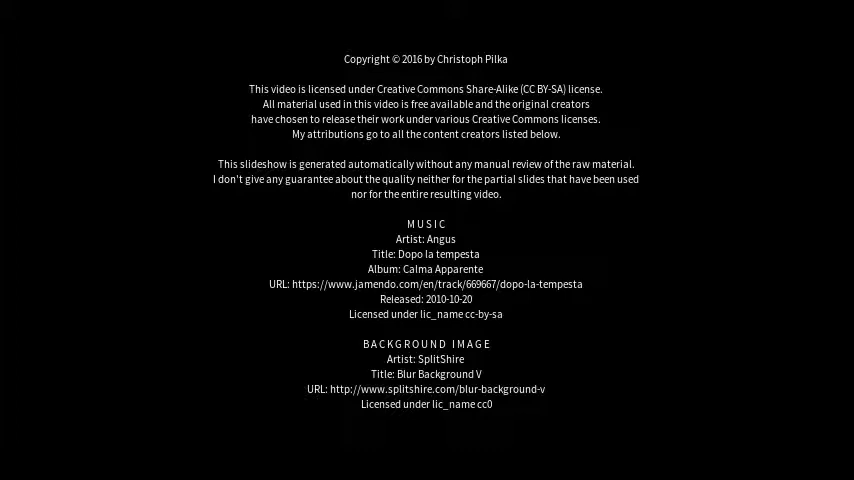 Copyright © 2016 by Christoph Pilka
This video is licensed under Creative Commons Share-Alike (CC BY-SA) license.
All material used in this video is free available and the original creators
have chosen to release their work under various Creative Commons licenses.
My attributions go to all the content creators listed below.
This slideshow is generated automatically without any manual review of the raw material.
I don't give any guarantee about the quality neither for the partial slides that have been used
nor for the entire resulting video.
MUSIC
Artist: Angus
Title: Dopo la tempesta
Album: Calma Apparente
URL: https://www.jamendo.com/en/track/669667/dopo-la-tempesta
Released: 2010-10-20
Licensed under lic_name cc-by-sa
BACKGROUND IMAGE
Artist: SplitShire
Title: Blur Background V
URL: http://www.splitshire.com/blur-background-v
Licensed under lic_name cc0